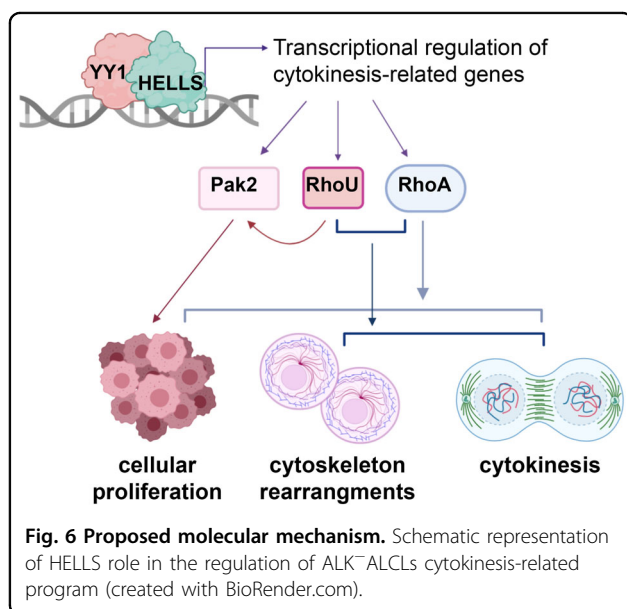 YY1
HELLS
Transcriptional regulation of
cytokinesis-related genes
Pak2
RhoU
RhoA
cellular
proliferation
cytoskeleton
rearrangments
cytokinesis
Fig. 6 Proposed molecular mechanism. Schematic representation
of HELLS role in the regulation of ALK⁻ALCLs cytokinesis-related
program (created with BioRender.com).